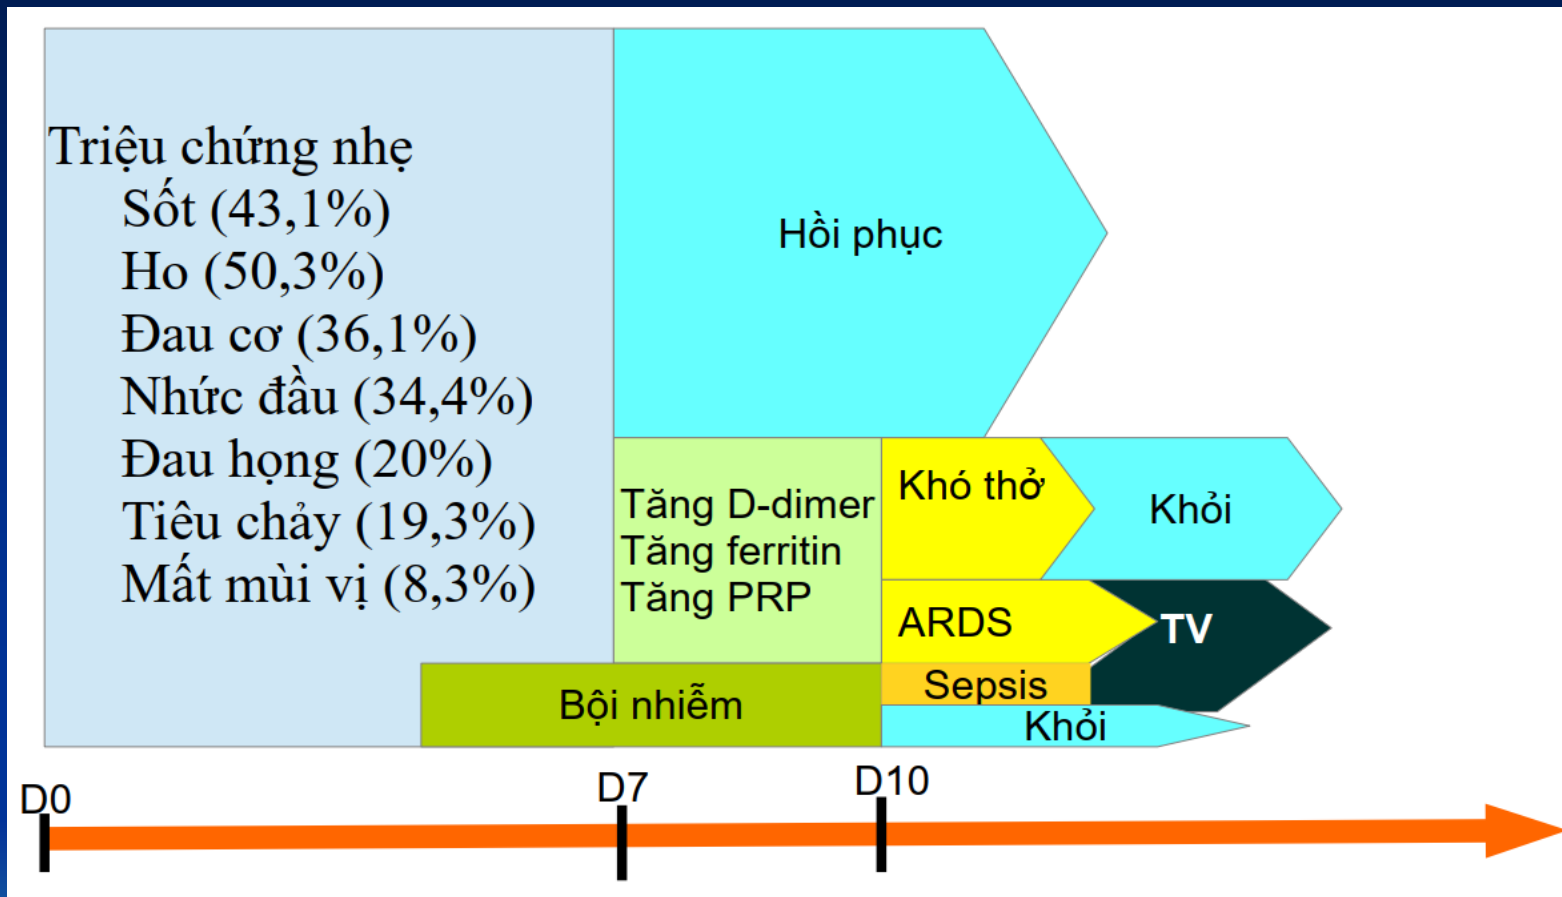 Triệu chứng nhẹ
Sốt (43,1%)
Ho (50,3%)
Đau cơ (36,1%)
Nhức đầu (34,4%)
Đau họng (20%)
Tiêu chảy (19,3%)
Mất mùi vị (8,3%)
Hồi phục
Tăng D-dimer
Tăng ferritin
Tăng PRP
Khó thở
Khỏi
ARDS
TV
Bội nhiễm
Sepsis
Khỏi
D0
D7
D10